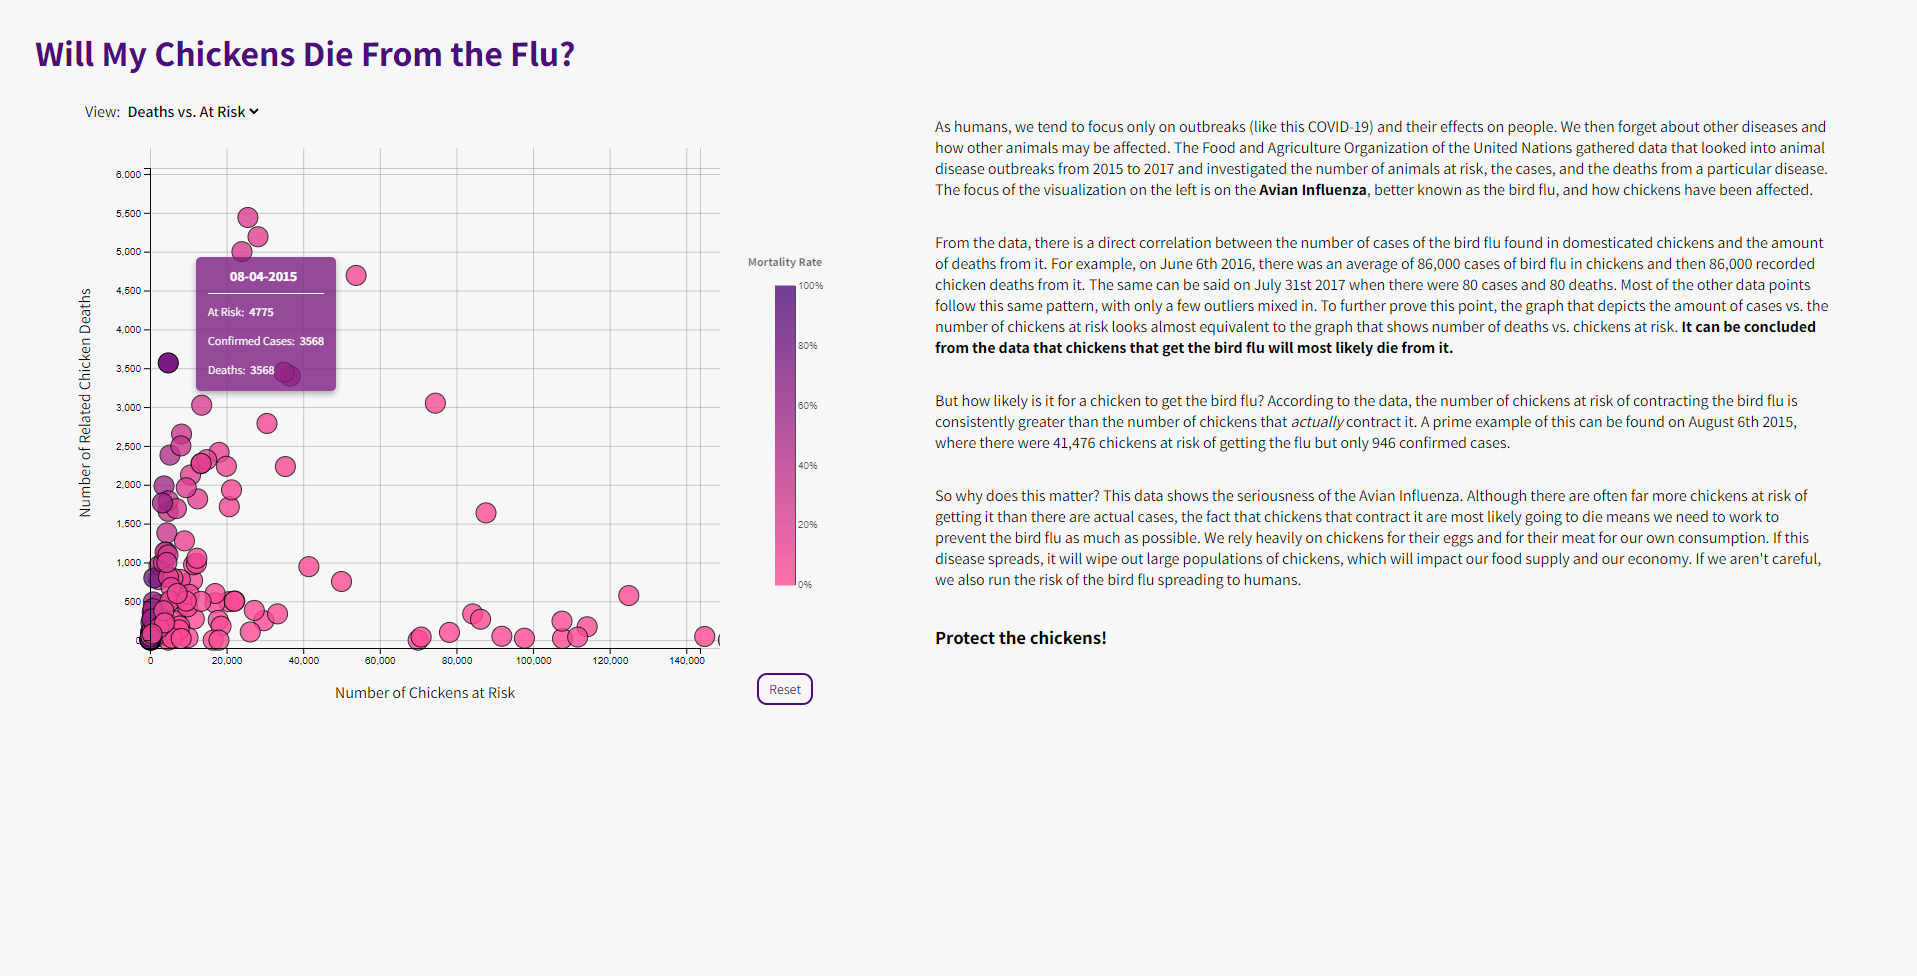 Will My Chickens Die From the Flu?
View: Deaths vs. At Risk
6,000
5,500
5,000
4,500
4,000
3,500
3,000
2,500
2,000
1,500
1,000
500
0
Number of Related Chicken Deaths
08-04-2015
At Risk: 4775
Confirmed Cases: 3568
Deaths: 3568
0
20,000
40,000
60,000
80,000
100,000
120,000
140,000
Number of Chickens at Risk
Mortality Rate
100%
80%
60%
40%
20%
0%
Reset
As humans, we tend to focus only on outbreaks (like this COVID-19) and their effects on people. We then forget about other diseases and
how other animals may be affected. The Food and Agriculture Organization of the United Nations gathered data that looked into animal
disease outbreaks from 2015 to 2017 and investigated the number of animals at risk, the cases, and the deaths from a particular disease.
The focus of the visualization on the left is on the Avian Influenza, better known as the bird flu, and how chickens have been affected.
From the data, there is a direct correlation between the number of cases of the bird flu found in domesticated chickens and the amount
of deaths from it. For example, on June 6th 2016, there was an average of 86,000 cases of bird flu in chickens and then 86,000 recorded
chicken deaths from it. The same can be said on July 31st 2017 when there were 80 cases and 80 deaths. Most of the other data points
follow this same pattern, with only a few outliers mixed in. To further prove this point, the graph that depicts the amount of cases vs. the
number of chickens at risk looks almost equivalent to the graph that shows number of deaths vs. chickens at risk. It can be concluded
from the data that chickens that get the bird flu will most likely die from it.
But how likely is it for a chicken to get the bird flu? According to the data, the number of chickens at risk of contracting the bird flu is
consistently greater than the number of chickens that actually contract it. A prime example of this can be found on August 6th 2015,
where there were 41,476 chickens at risk of getting the flu but only 946 confirmed cases.
So why does this matter? This data shows the seriousness of the Avian Influenza. Although there are often far more chickens at risk of
getting it than there are actual cases, the fact that chickens that contract it are most likely going to die means we need to work to
prevent the bird flu as much as possible. We rely heavily on chickens for their eggs and for their meat for our own consumption. If this
disease spreads, it will wipe out large populations of chickens, which will impact our food supply and our economy. If we aren't careful,
we also run the risk of the bird flu spreading to humans.
Protect the chickens!